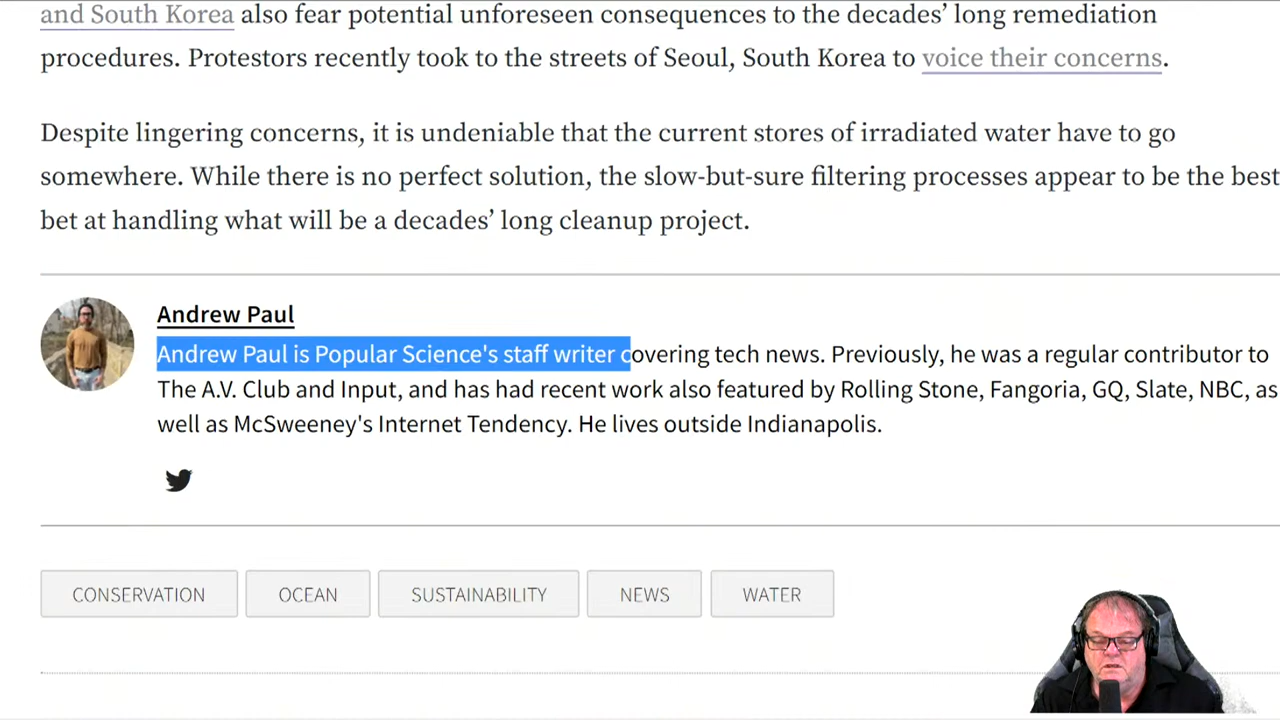 and South Korea also fear potential unforeseen consequences to the decades’ long remediation
procedures. Protestors recently took to the streets of Seoul, South Korea to voice their concerns.
Despite lingering concerns, it is undeniable that the current stores of irradiated water have to go
somewhere. While there is no perfect solution, the slow-but-sure filtering processes appear to be the best
bet at handling what will be a decades’ long cleanup project.
Andrew Paul
Andrew Paul is Popular Science's staff writer covering tech news. Previously, he was a regular contributor to
The A.V. Club and Input, and has had recent work also featured by Rolling Stone, Fangoria, GQ, Slate, NBC, as
well as McSweeney's Internet Tendency. He lives outside Indianapolis.
CONSERVATION OCEAN SUSTAINABILITY NEWS WATER